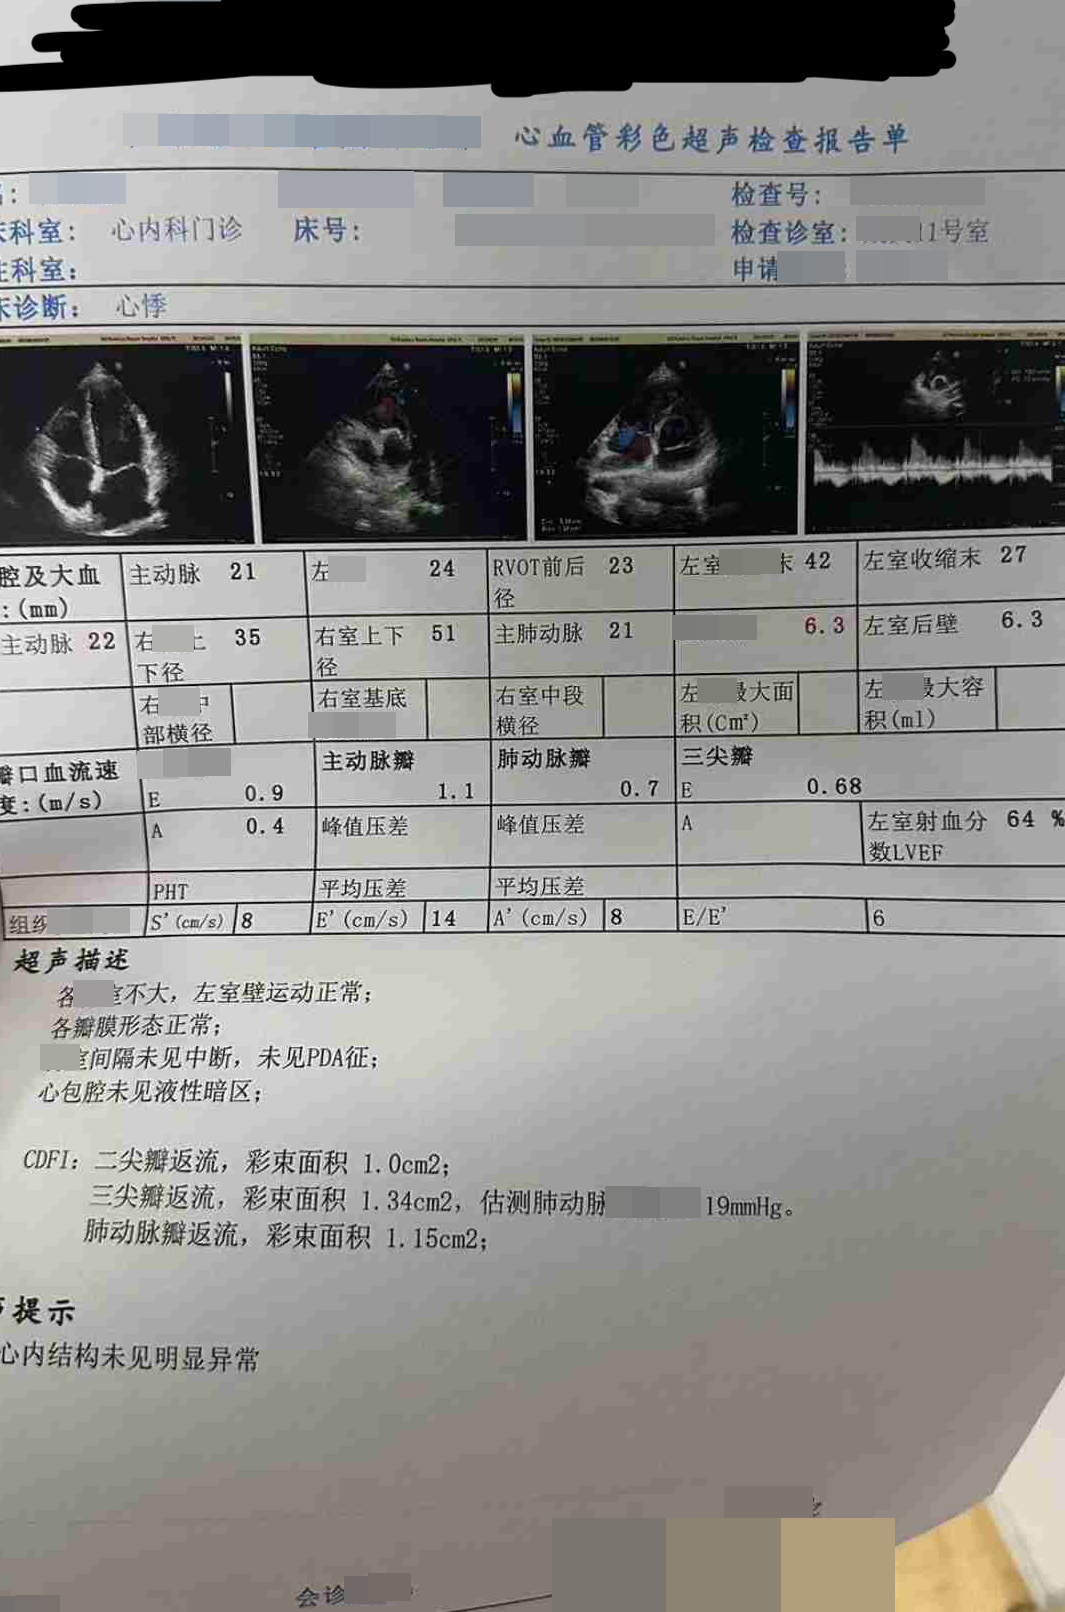 心血管彩色超声检查报告单
检查号:
科室: 心内科门诊 床号: 检查诊室: 11号室
科室: 申请
诊断: 心悸
腔及大血 主动脉 21 左 24 RVOT前后径 23 左室 末 42 左室收缩末 27
:(mm)
主动脉 22 右 上下径 35 右室上下径 51 主肺动脉 21 6.3 左室后壁 6.3
右 中部横径 右室基底 右室中段横径 左 最大面积(Cm²) 左 最大容积(ml)
瓣口血流速度:(m/s) 主动脉瓣 肺动脉瓣 三尖瓣
E 0.9 1.1 0.7 E 0.68
A 0.4 峰值压差 峰值压差 A 左室射血分数LVEF 64 %
PHT 平均压差 平均压差
组织 S'(cm/s) 8 E'(cm/s) 14 A'(cm/s) 8 E/E' 6
超声描述
各 室不大，左室壁运动正常；
各瓣膜形态正常；
室间隔未见中断，未见PDA征；
心包腔未见液性暗区；
CDFI：二尖瓣返流，彩束面积 1.0cm2；
三尖瓣返流，彩束面积 1.34cm2，估测肺动脉 19mmHg。
肺动脉瓣返流，彩束面积 1.15cm2；
声提示
心内结构未见明显异常
会诊